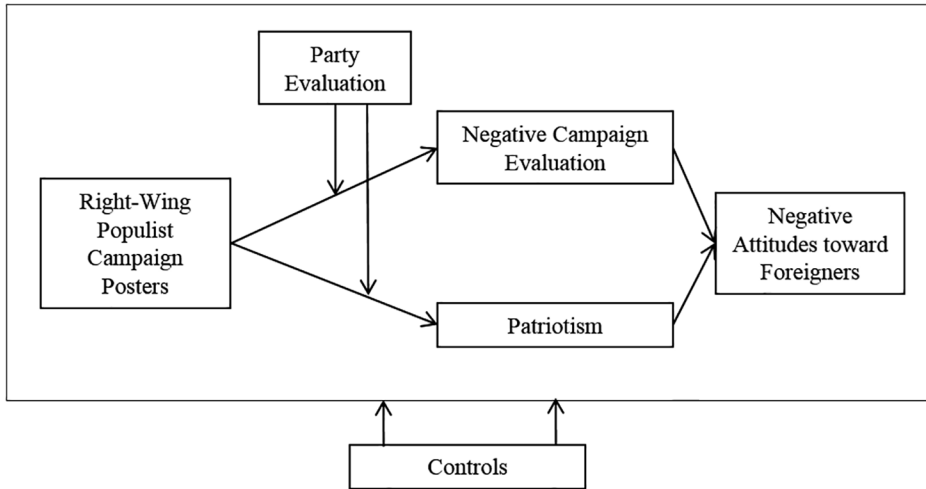 Party
Evaluation
Negative Campaign
Evaluation
Right-Wing
Populist
Campaign
Posters
Negative
Attitudes toward
Foreigners
Patriotism
Controls